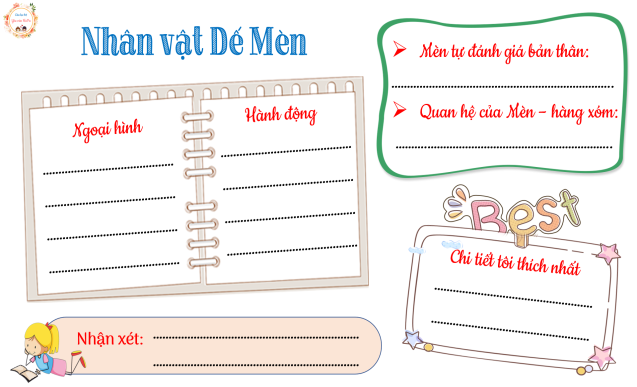 Nhân vật Dế Mèn
Ngoại hình
Hành động
Nhận xét:
➢ Mèn tự đánh giá bản thân:
➢ Quan hệ của Mèn – hàng xóm:
Best
Chi tiết tôi thích nhất